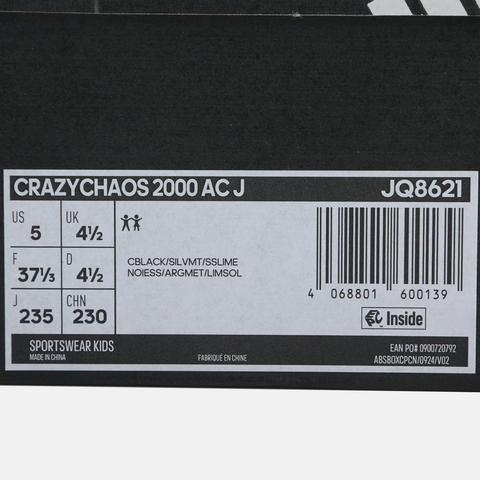 CRAZYCHAOS 2000 AC J JQ8621
US 5 UK 4½
F 37⅓ D 4½
J 235 CHN 230
CBLACK/SILVMT/SSLIME
NOIESS/ARGMET/LIMSOL
4 068801 600139
Inside
SPORTSWEAR KIDS
MADE IN CHINA
FABRIQUÉ EN CHINE
EAN PO# 0900720792
ABSBOXCPCN/0924/V02